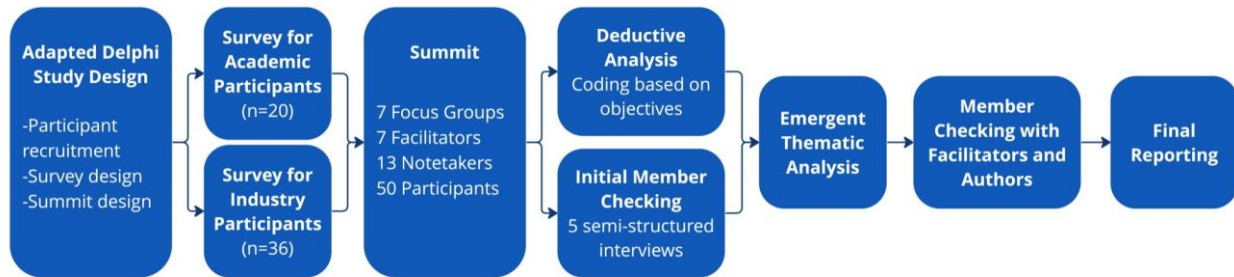 Adapted Delphi
Study Design
-Participant
recruitment
-Survey design
-Summit design
Survey for
Academic
Participants
(n=20)
Survey for
Industry
Participants
(n=36)
Summit
7 Focus Groups
7 Facilitators
13 Notetakers
50 Participants
Deductive
Analysis
Coding based on
objectives
Initial Member
Checking
5 semi-structured
interviews
Emergent
Thematic
Analysis
Member
Checking with
Facilitators and
Authors
Final
Reporting